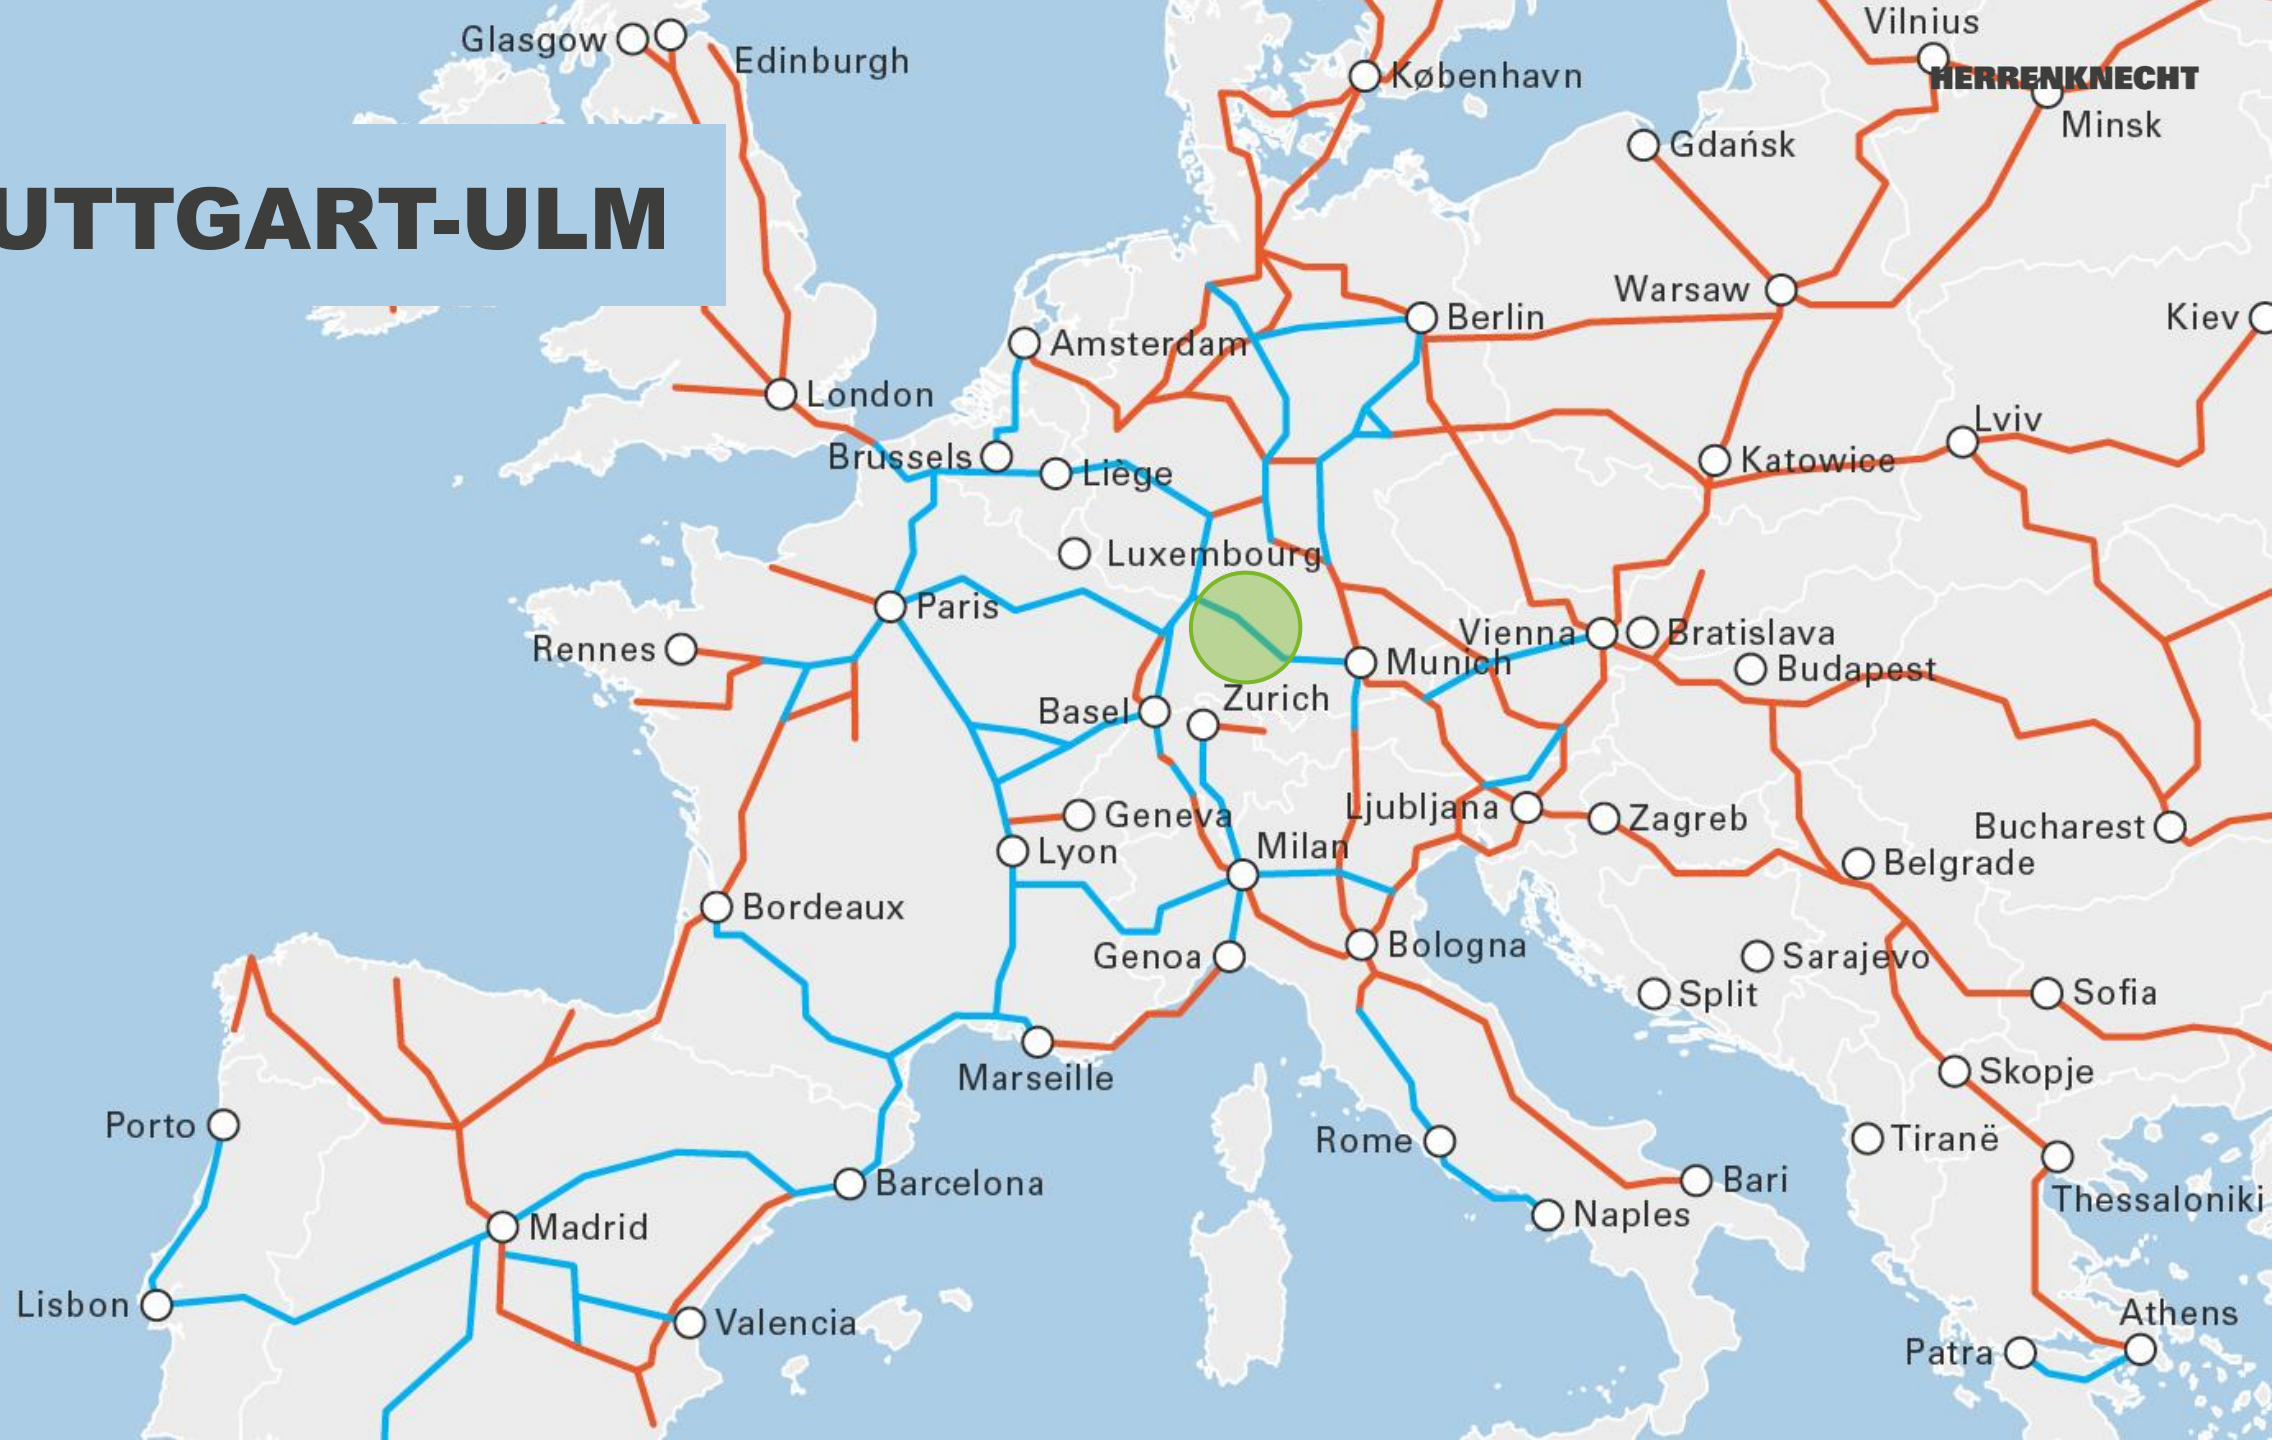 Glasgow
Edinburgh
København
Vilnius
HERRENKNECHT
Minsk
Gdańsk
UTTGART-ULM
Warsaw
Berlin
Kiev
Amsterdam
London
Lviv
Brussels
Liège
Katowice
Luxembourg
Paris
Rennes
Vienna
Bratislava
Munich
Budapest
Basel
Zurich
Geneva
Ljubljana
Zagreb
Bucharest
Lyon
Milan
Belgrade
Bordeaux
Genoa
Bologna
Sarajevo
Split
Sofia
Marseille
Skopje
Porto
Rome
Tiranë
Barcelona
Bari
Thessaloniki
Madrid
Naples
Lisbon
Valencia
Athens
Patra